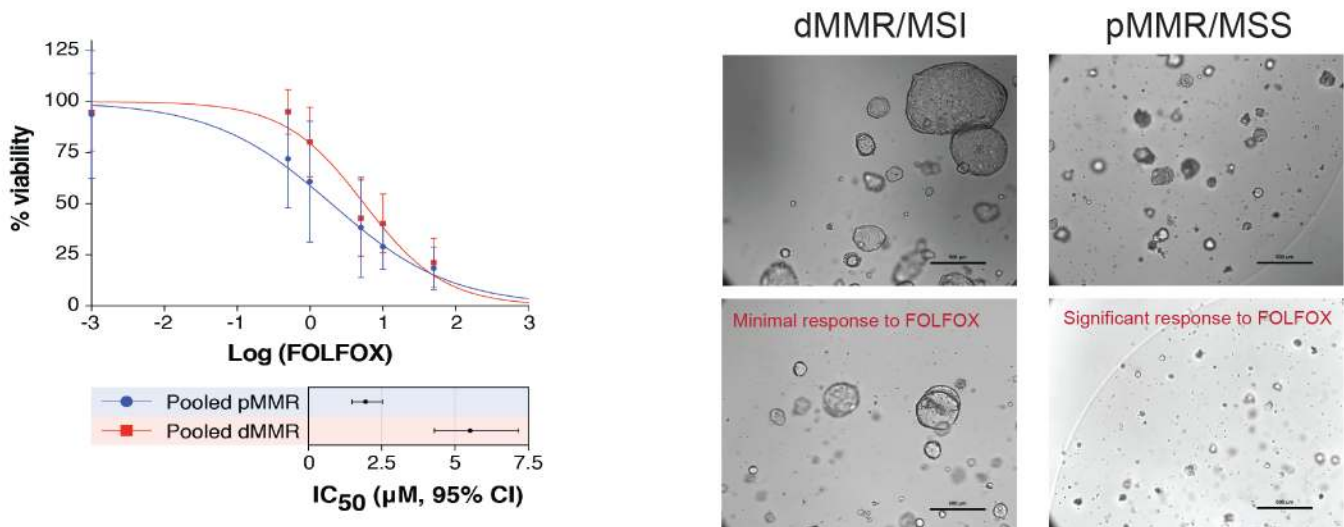 125
100
75
50
25
0
% viability
-3 -2 -1 0 1 2 3
Log (FOLFOX)
Pooled pMMR
Pooled dMMR
0 2.5 5.0 7.5
IC50 (µM, 95% CI)
dMMR/MSI pMMR/MSS
Minimal response to FOLFOX Significant response to FOLFOX